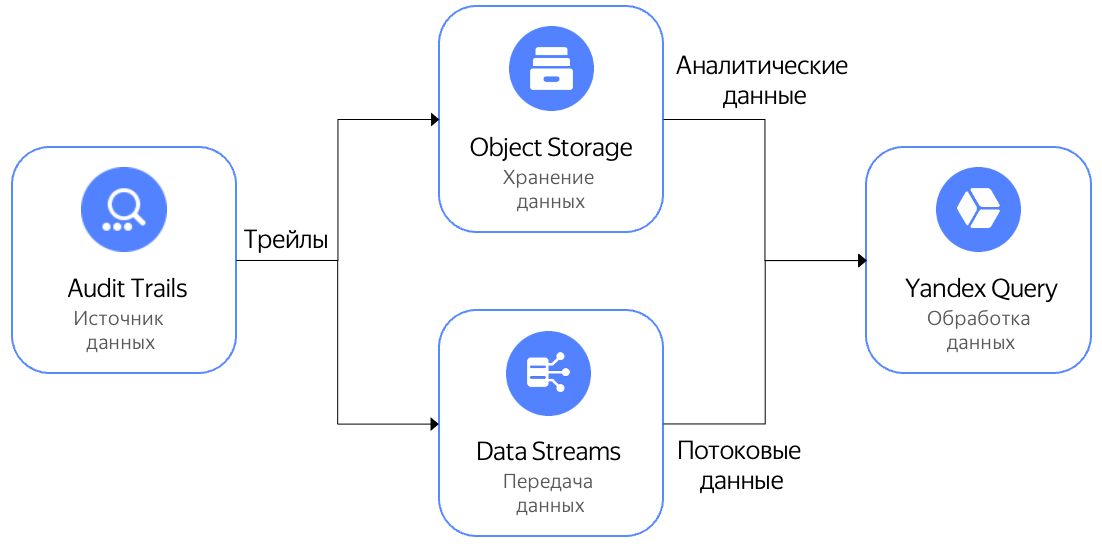 Audit Trails
Источник
данных
Трейлы
Object Storage
Хранение
данных
Data Streams
Передача
данных
Аналитические
данные
Потоковые
данные
Yandex Query
Обработка
данных